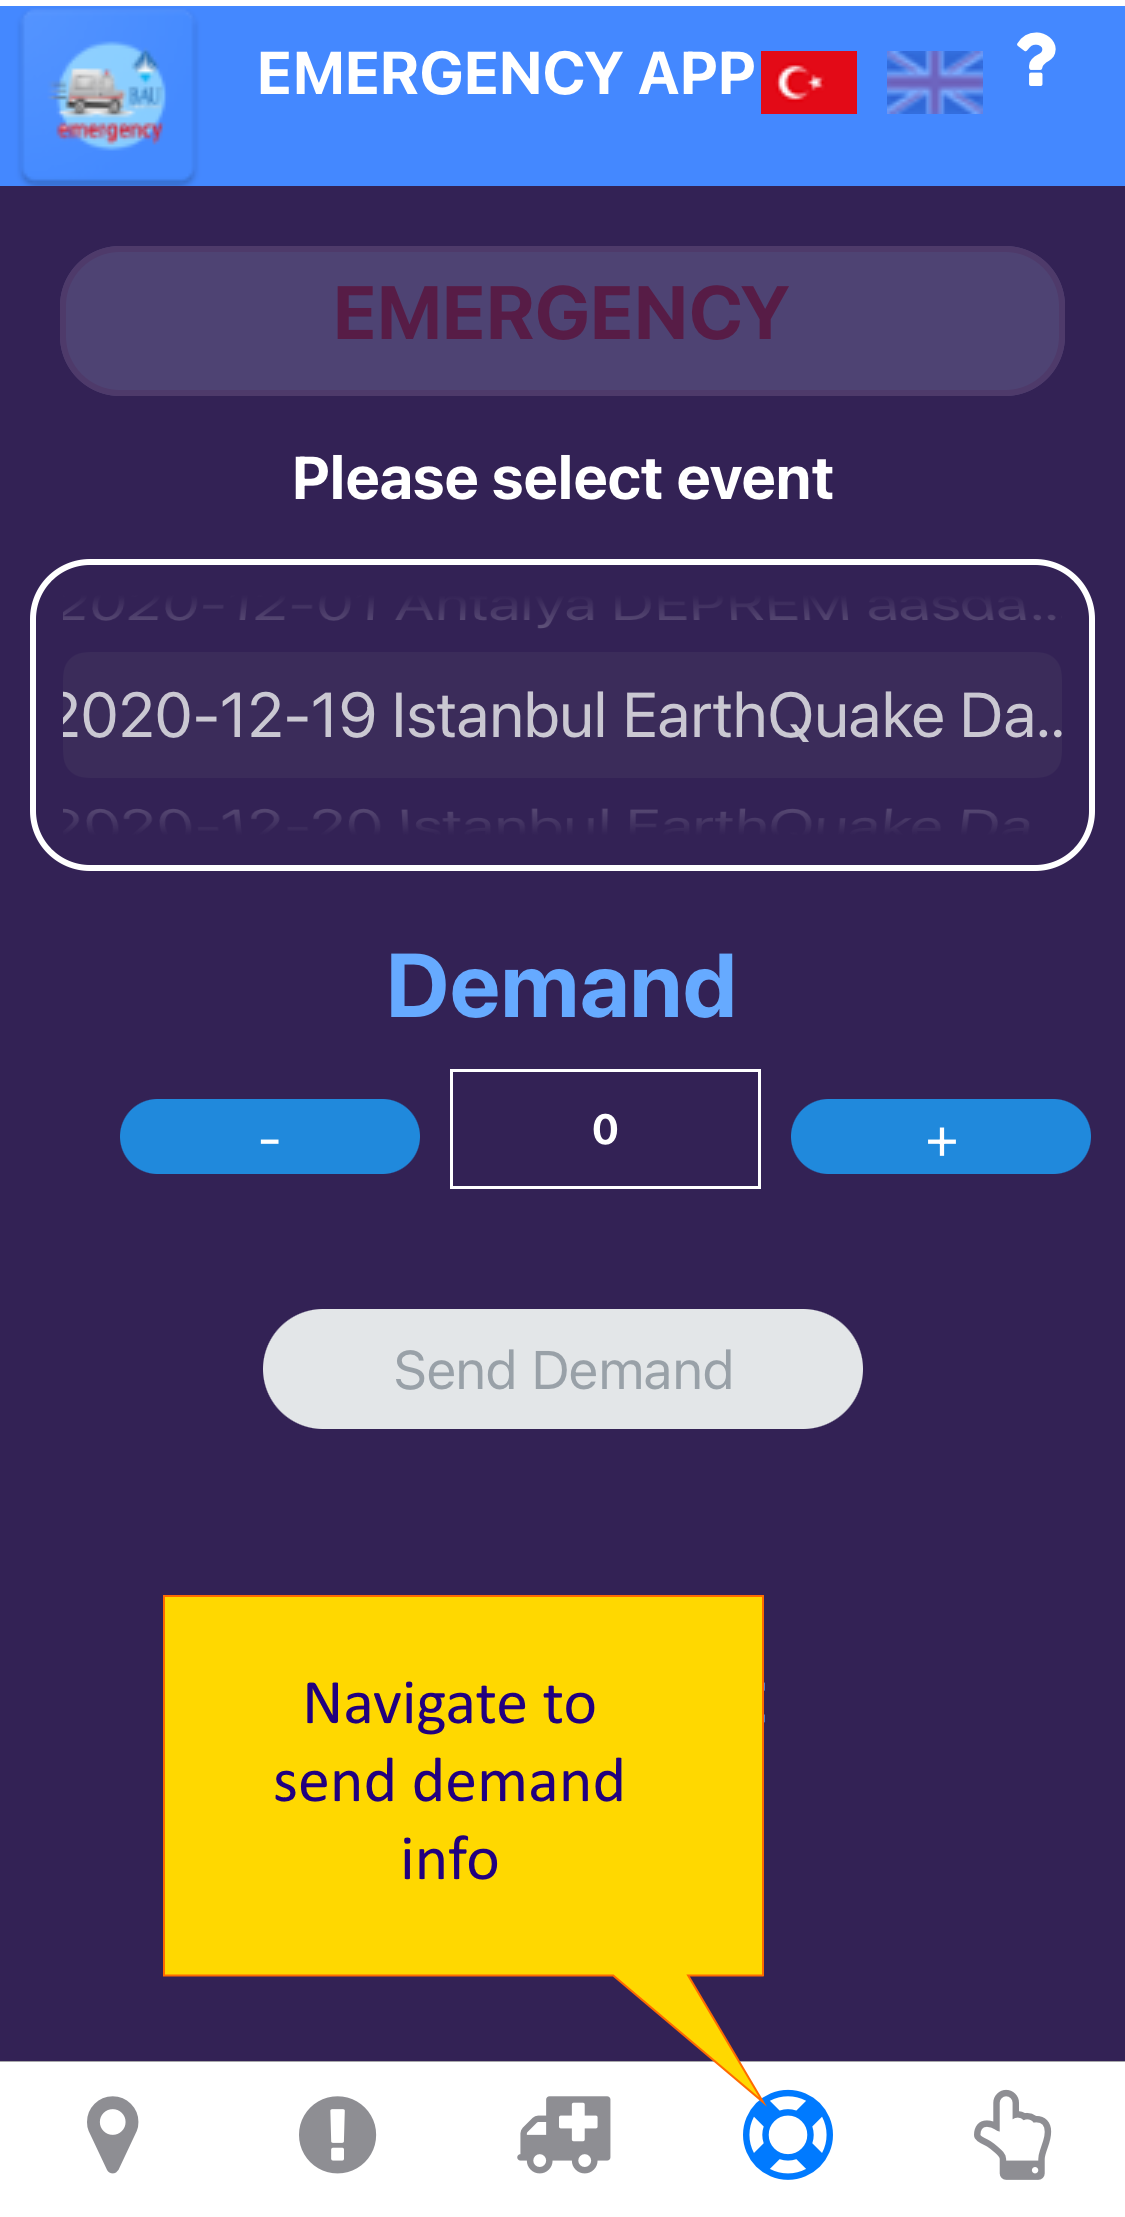 BAU
emergency
EMERGENCY APP
?
EMERGENCY
Please select event
2020-12-01 Antalya DEPREM aasda..
2020-12-19 Istanbul EarthQuake Da..
2020-12-20 Istanbul EarthQuake Da
Demand
- 0 +
Send Demand
Navigate to
send demand
info